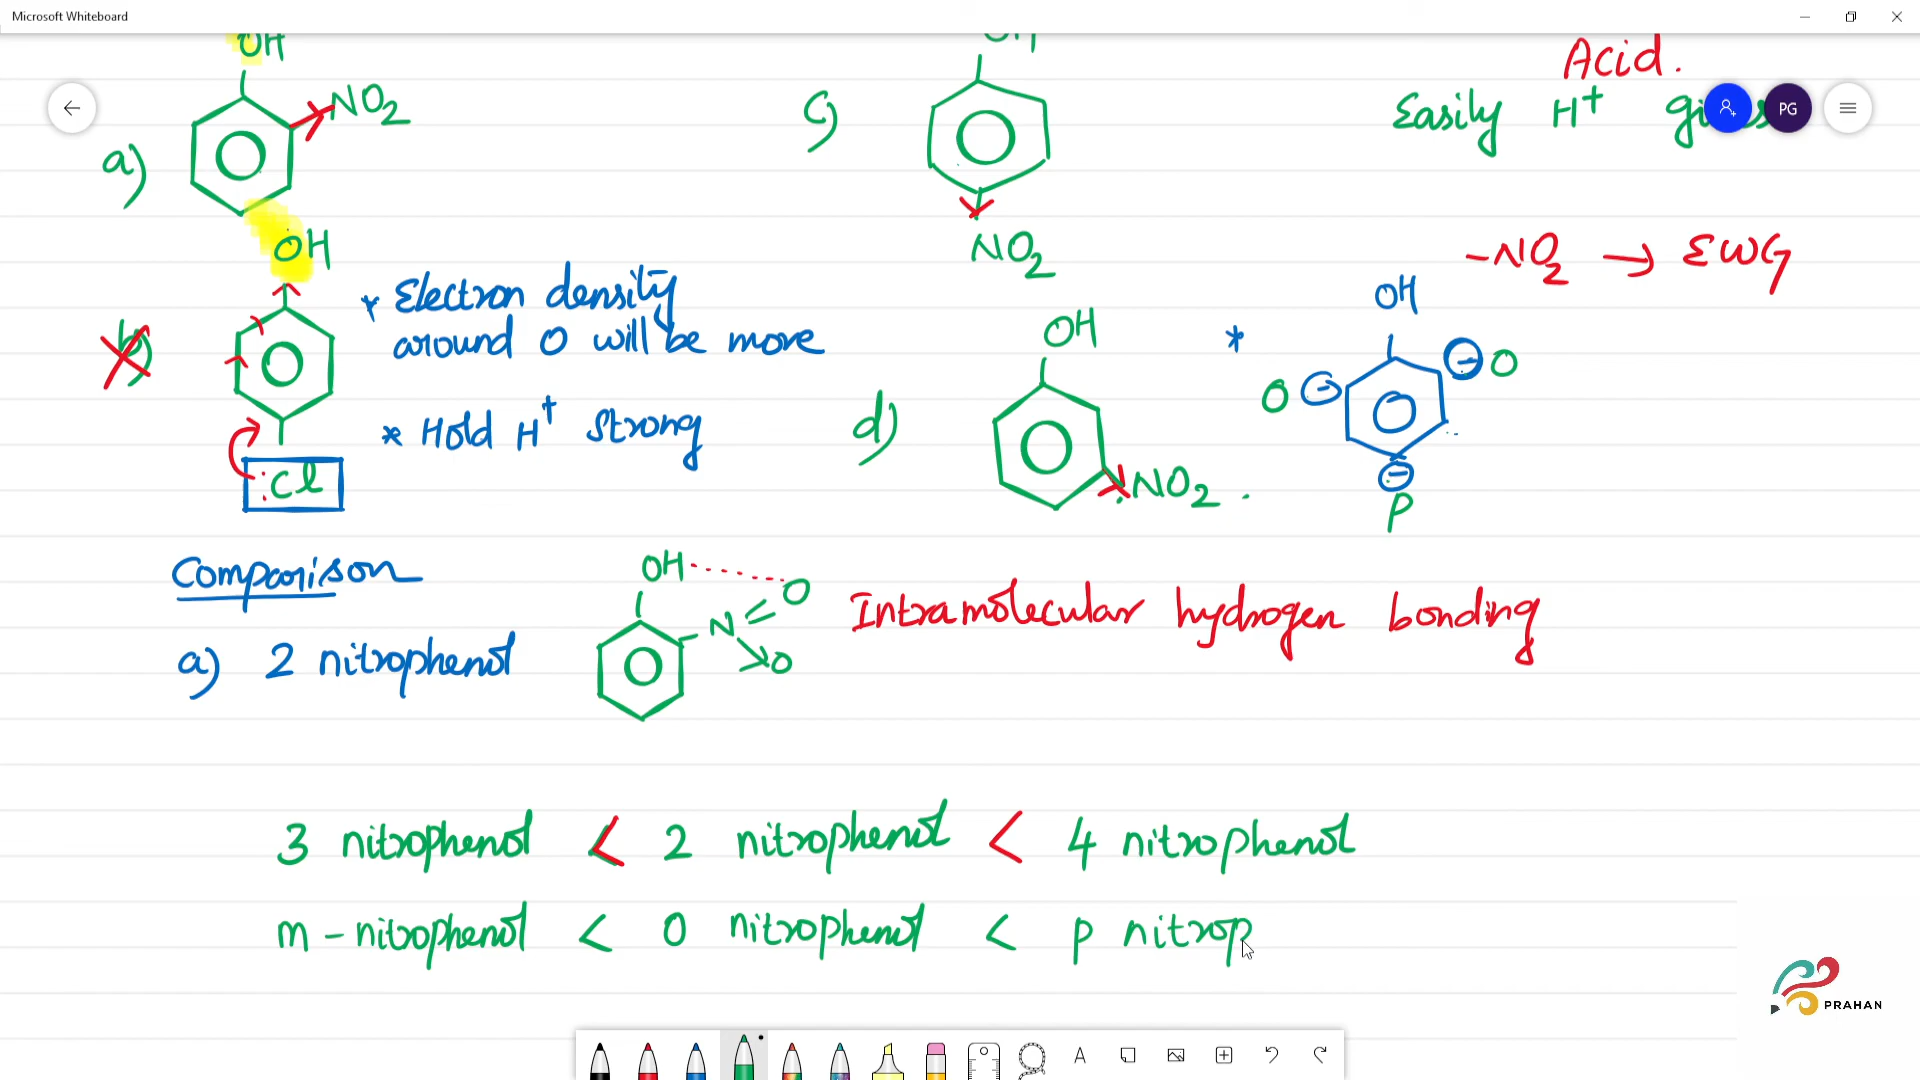 Microsoft Whiteboard
OH
NO2
a)
OH
b)
:Cl
* Electron density
around O will be more
* Hold H+ strong
c)
OH
NO2
d)
OH
NO2
Acid.
Easily H+
PG
-NO2 → EWG
*
OH
O
O
P
Comparison
a) 2 nitrophenol
OH
N
O
O
Intramolecular hydrogen bonding
3 nitrophenol < 2 nitrophenol < 4 nitrophenol
m - nitrophenol < O nitrophenol < p nitrop
PRAHAN
A